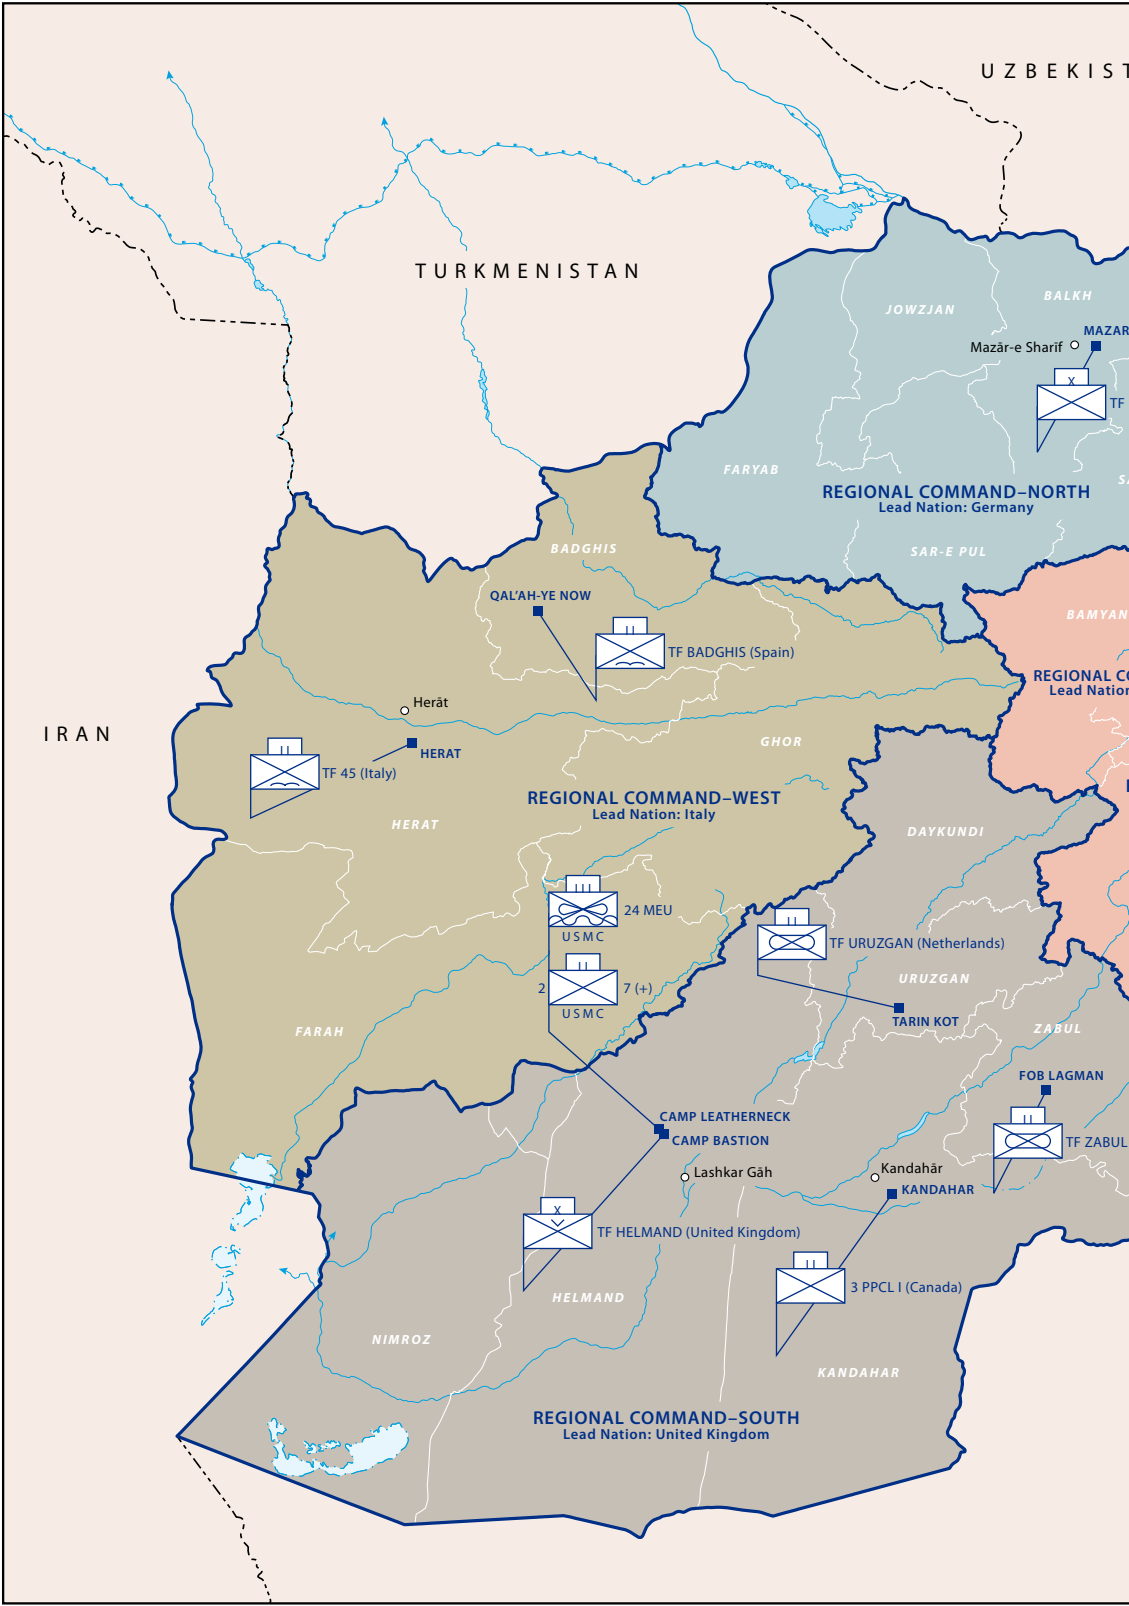 UZBEKIST
TURKMENISTAN
BALKH
JOWZJAN
MAZAR
Mazār-e Sharīf
X
TF
FARYAB
SA
REGIONAL COMMAND–NORTH
Lead Nation: Germany
SAR-E PUL
BADGHIS
QAL'AH-YE NOW
BAMYAN
II
TF BADGHIS (Spain)
REGIONAL CO
Lead Nation
Herāt
IRAN
HERAT
GHOR
II
TF 45 (Italy)
REGIONAL COMMAND–WEST
Lead Nation: Italy
HERAT
DAYKUNDI
III
24 MEU
USMC
II
TF URUZGAN (Netherlands)
II
2
7 (+)
USMC
URUZGAN
TARIN KOT
FARAH
ZABUL
FOB LAGMAN
CAMP LEATHERNECK
CAMP BASTION
II
TF ZABUL
Lashkar Gāh
Kandahār
KANDAHAR
X
TF HELMAND (United Kingdom)
II
3 PPCL I (Canada)
HELMAND
NIMROZ
KANDAHAR
REGIONAL COMMAND–SOUTH
Lead Nation: United Kingdom